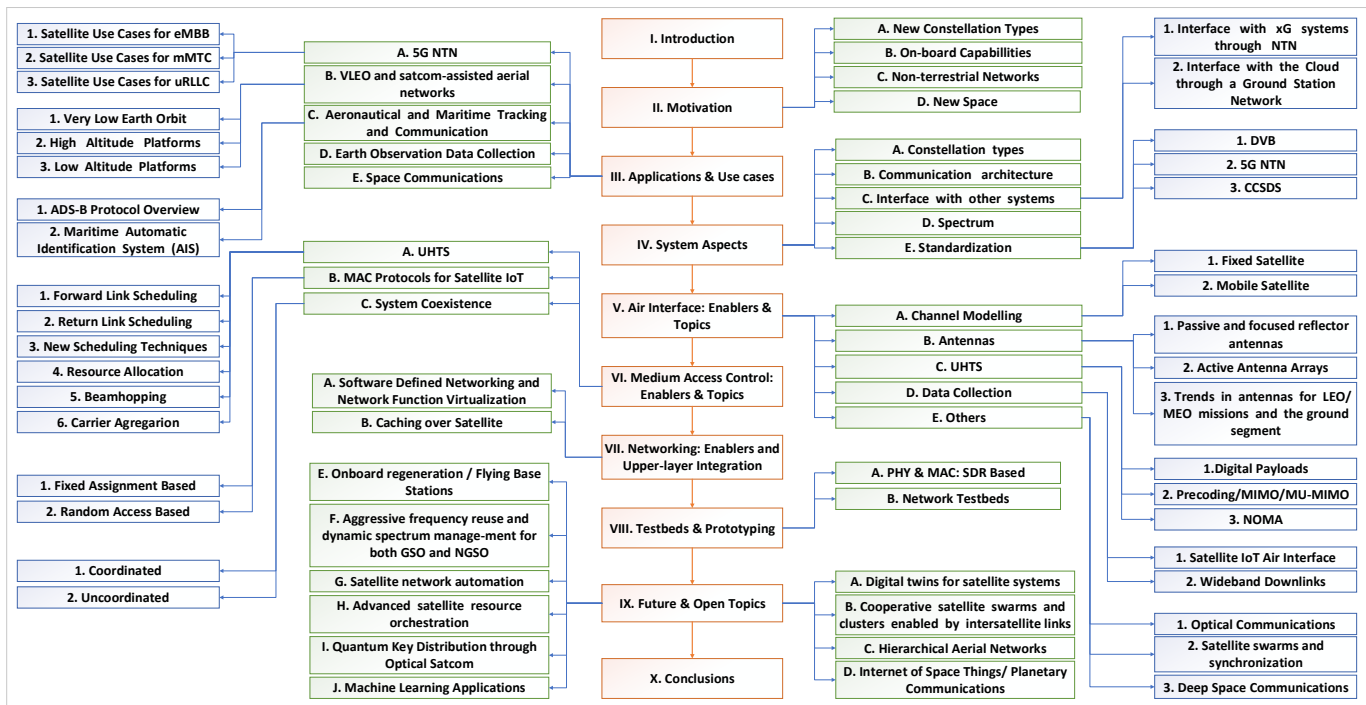 I. Introduction
II. Motivation
III. Applications & Use cases
IV. System Aspects
V. Air Interface: Enablers &
Topics
VI. Medium Access Control:
Enablers & Topics
VII. Networking: Enablers and
Upper-layer Integration
VIII. Testbeds & Prototyping
IX. Future & Open Topics
X. Conclusions
1. Satellite Use Cases for eMBB
2. Satellite Use Cases for mMTC
3. Satellite Use Cases for uRLLC
1. Very Low Earth Orbit
2. High Altitude Platforms
3. Low Altitude Platforms
1. ADS-B Protocol Overview
2. Maritime Automatic
Identification System (AIS)
1. Forward Link Scheduling
2. Return Link Scheduling
3. New Scheduling Techniques
4. Resource Allocation
5. Beamhopping
6. Carrier Agregarion
1. Fixed Assignment Based
2. Random Access Based
1. Coordinated
2. Uncoordinated
A. 5G NTN
B. VLEO and satcom-assisted aerial
networks
C. Aeronautical and Maritime Tracking
and Communication
D. Earth Observation Data Collection
E. Space Communications
A. UHTS
B. MAC Protocols for Satellite IoT
C. System Coexistence
A. Software Defined Networking and
Network Function Virtualization
B. Caching over Satellite
E. Onboard regeneration / Flying Base
Stations
F. Aggressive frequency reuse and
dynamic spectrum manage-ment for
both GSO and NGSO
G. Satellite network automation
H. Advanced satellite resource
orchestration
I. Quantum Key Distribution through
Optical Satcom
J. Machine Learning Applications
A. New Constellation Types
B. On-board Capabillities
C. Non-terrestrial Networks
D. New Space
A. Constellation types
B. Communication architecture
C. Interface with other systems
D. Spectrum
E. Standardization
A. Channel Modelling
B. Antennas
C. UHTS
D. Data Collection
E. Others
A. PHY & MAC: SDR Based
B. Network Testbeds
A. Digital twins for satellite systems
B. Cooperative satellite swarms and
clusters enabled by intersatellite links
C. Hierarchical Aerial Networks
D. Internet of Space Things/ Planetary
Communications
1. Interface with xG systems
through NTN
2. Interface with the Cloud
through a Ground Station
Network
1. DVB
2. 5G NTN
3. CCSDS
1. Fixed Satellite
2. Mobile Satellite
1. Passive and focused reflector
antennas
2. Active Antenna Arrays
3. Trends in antennas for LEO/
MEO missions and the ground
segment
1.Digital Payloads
2. Precoding/MIMO/MU-MIMO
3. NOMA
1. Satellite IoT Air Interface
2. Wideband Downlinks
1. Optical Communications
2. Satellite swarms and
synchronization
3. Deep Space Communications